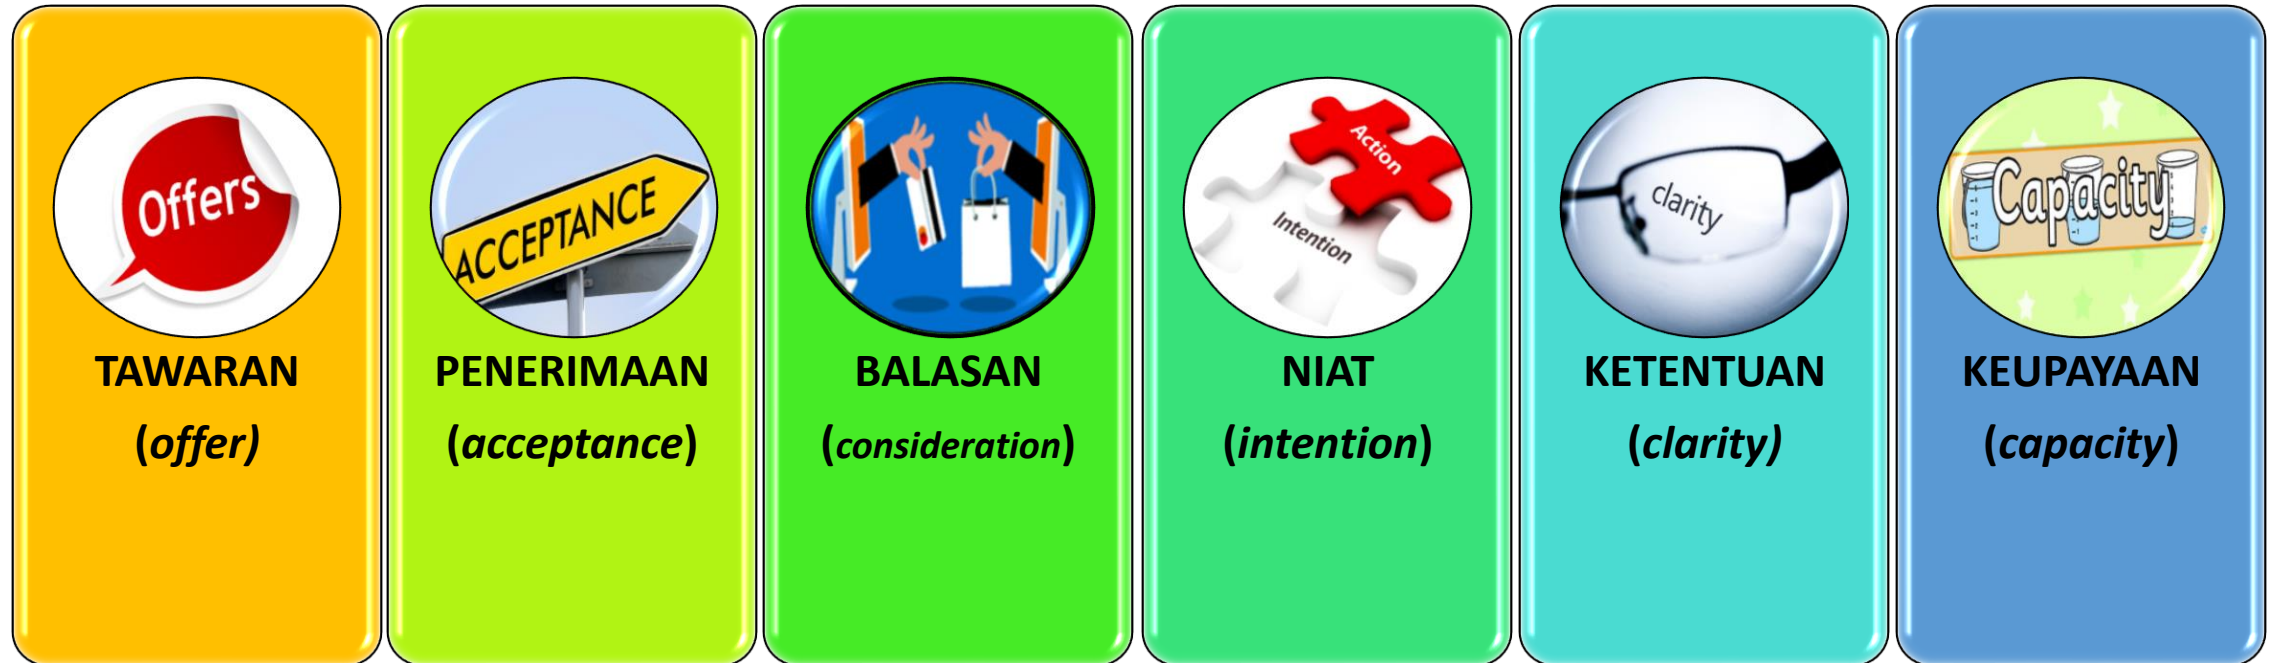 Offers
TAWARAN
(offer)
ACCEPTANCE
PENERIMAAN
(acceptance)
BALASAN
(consideration)
Action
Intention
NIAT
(intention)
clarity
KETENTUAN
(clarity)
Capacity
KEUPAYAAN
(capacity)